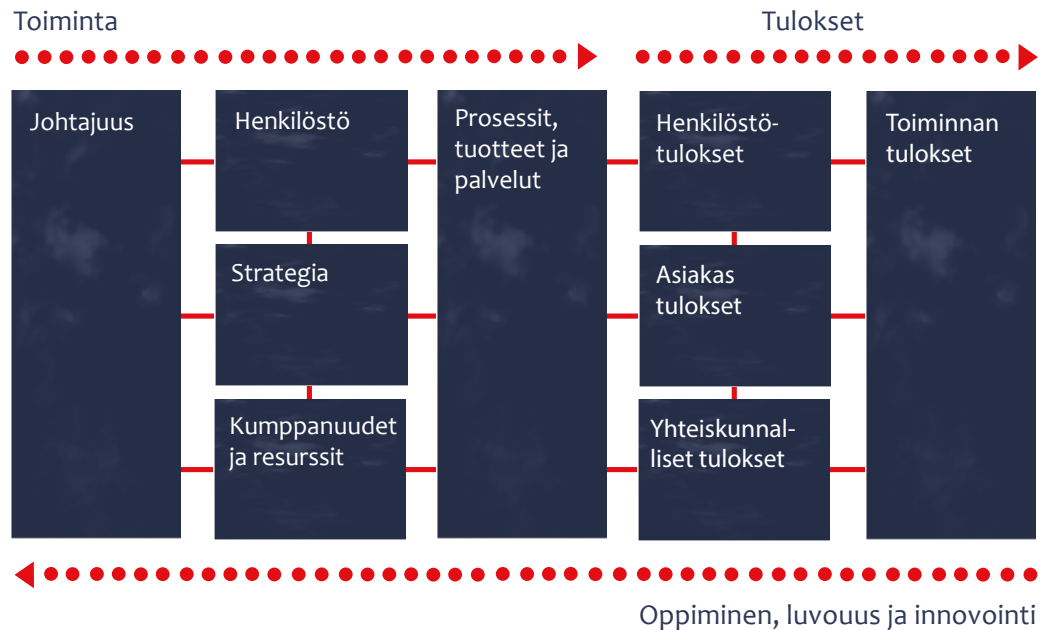 Toiminta
Tulokset
Johtajuus
Henkilöstö
Prosessit,
tuotteet ja
palvelut
Henkilöstö-
tulokset
Toiminnan
tulokset
Strategia
Asiakas
tulokset
Kumppanuudet
ja resurssit
Yhteiskunnal-
liset tulokset
Oppiminen, luvouus ja innovointi